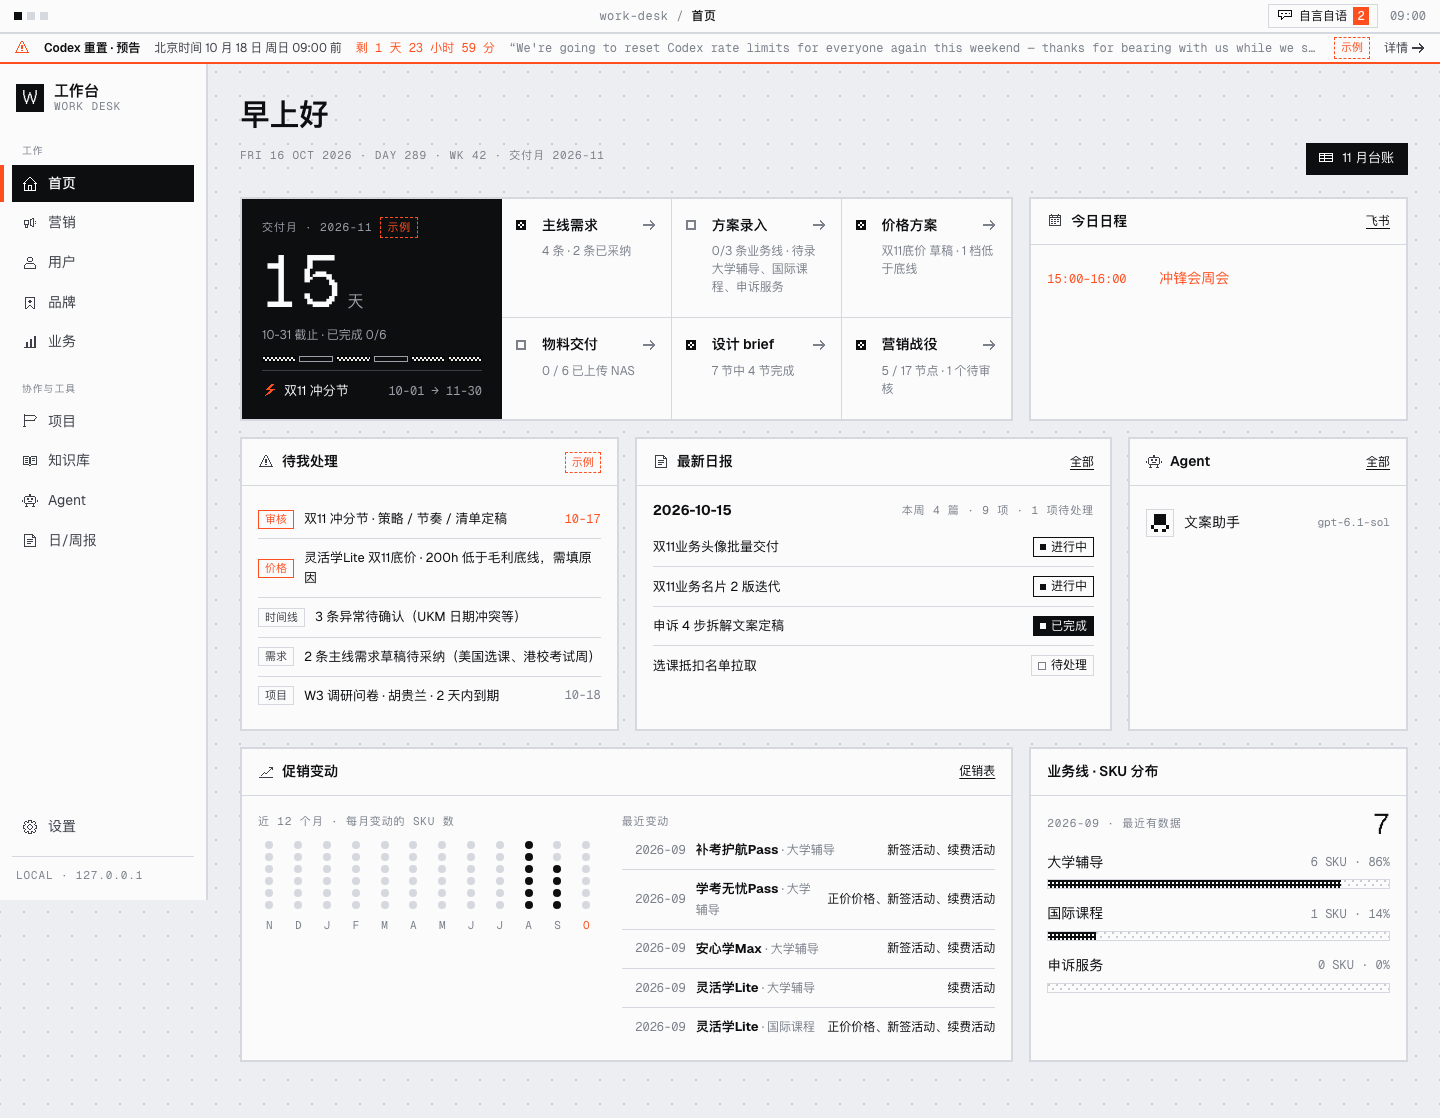 work-desk / 首页
自言自语 2
09:00
Codex 重置 · 预告 北京时间 10 月 18 日 周日 09:00 前 剩 1 天 23 小时 59 分 “We're going to reset Codex rate limits for everyone again this weekend — thanks for bearing with us while we s… 示例 详情
W 工作台
WORK DESK
工作
首页
营销
用户
品牌
业务
协作与工具
项目
知识库
Agent
日/周报
设置
LOCAL · 127.0.0.1
早上好
FRI 16 OCT 2026 · DAY 289 · WK 42 · 交付月 2026-11
11 月台账
交付月 · 2026-11 示例
15 天
10-31 截止 · 已完成 0/6
双11 冲分节 10-01 → 11-30
主线需求
4 条 · 2 条已采纳
方案录入
0/3 条业务线 · 待录
大学辅导、国际课
程、申诉服务
价格方案
双11底价 草稿 · 1 档低
于底线
物料交付
0 / 6 已上传 NAS
设计 brief
7 节中 4 节完成
营销战役
5 / 17 节点 · 1 个待审
核
今日日程 飞书
15:00-16:00 冲锋会周会
待我处理 示例
审核 双11 冲分节 · 策略 / 节奏 / 清单定稿 10-17
价格 灵活学Lite 双11底价 · 200h 低于毛利底线，需填原
因
时间线 3 条异常待确认（UKM 日期冲突等）
需求 2 条主线需求草稿待采纳（美国选课、港校考试周）
项目 W3 调研问卷 · 胡贵兰 · 2 天内到期 10-18
最新日报 全部
2026-10-15 本周 4 篇 · 9 项 · 1 项待处理
双11业务头像批量交付 进行中
双11业务名片 2 版迭代 进行中
申诉 4 步拆解文案定稿 已完成
选课抵扣名单拉取 待处理
Agent 全部
文案助手 gpt-6.1-sol
促销变动 促销表
近 12 个月 · 每月变动的 SKU 数
N D J F M A M J J A S O
最近变动
2026-09 补考护航Pass · 大学辅导 新签活动、续费活动
2026-09 学考无忧Pass · 大学
辅导 正价价格、新签活动、续费活动
2026-09 安心学Max · 大学辅导 新签活动、续费活动
2026-09 灵活学Lite · 大学辅导 续费活动
2026-09 灵活学Lite · 国际课程 正价价格、新签活动、续费活动
业务线 · SKU 分布
2026-09 · 最近有数据 7
大学辅导 6 SKU · 86%
国际课程 1 SKU · 14%
申诉服务 0 SKU · 0%